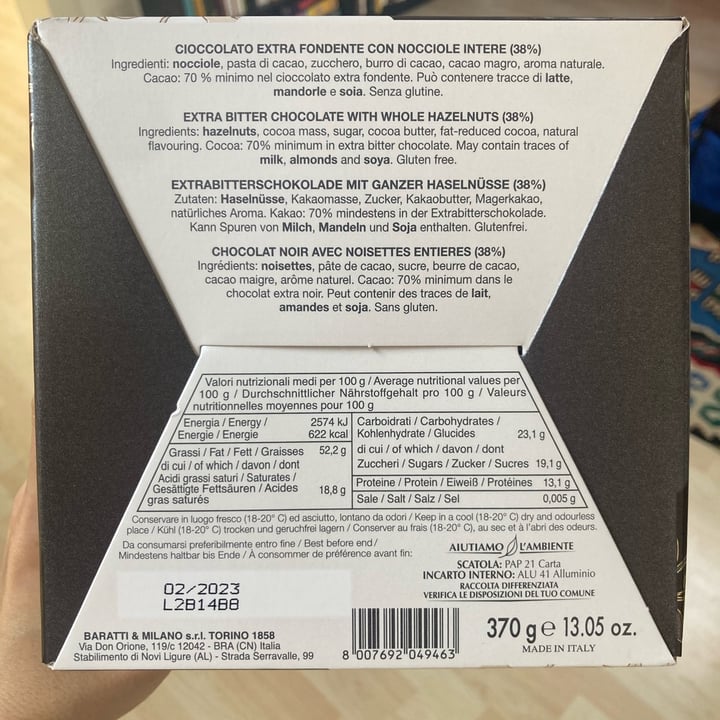 CIOCCOLATO EXTRA FONDENTE CON NOCCIOLE INTERE (38%)
Ingredienti: nocciole, pasta di cacao, zucchero, burro di cacao, cacao magro, aroma naturale.
Cacao: 70 % minimo nel cioccolato extra fondente. Può contenere tracce di latte,
mandorle e soia. Senza glutine.
EXTRA BITTER CHOCOLATE WITH WHOLE HAZELNUTS (38%)
Ingredients: hazelnuts, cocoa mass, sugar, cocoa butter, fat-reduced cocoa, natural
flavouring. Cocoa: 70% minimum in extra bitter chocolate. May contain traces of
milk, almonds and soya. Gluten free.
EXTRABITTERSCHOKOLADE MIT GANZER HASELNÜSSE (38%)
Zutaten: Haselnüsse, Kakaomasse, Zucker, Kakaobutter, Magerkakao,
natürliches Aroma. Kakao: 70% mindestens in der Extrabitterschokolade.
Kann Spuren von Milch, Mandeln und Soja enthalten. Glutenfrei.
CHOCOLAT NOIR AVEC NOISETTES ENTIERES (38%)
Ingrédients: noisettes, pâte de cacao, sucre, beurre de cacao,
cacao maigre, arôme naturel. Cacao: 70% minimum dans le
chocolat extra noir. Peut contenir des traces de lait,
amandes et soja. Sans gluten.
Valori nutrizionali medi per 100 g / Average nutritional values per
100 g / Durchschnittlicher Nährstoffgehalt pro 100 g / Valeurs
nutritionnelles moyennes pour 100 g
Energia / Energy / 2574 kJ
Energie / Energie 622 kcal
Grassi / Fat / Fett / Graisses 52,2 g
di cui / of which / davon / dont
Acidi grassi saturi / Saturates /
Gesättigte Fettsäuren / Acides 18,8 g
gras saturés
Carboidrati / Carbohydrates /
Kohlenhydrate / Glucides 23,1 g
di cui / of which / davon / dont
Zuccheri / Sugars / Zucker / Sucres 19,1 g
Proteine / Protein / Eiweiß / Protéines 13,1 g
Sale / Salt / Salz / Sel 0,005 g
Conservare in luogo fresco (18-20° C) ed asciutto, lontano da odori / Keep in a cool (18-20° C) dry and odourless
place / Kühl (18-20° C) trocken und geruchfrei lagern / Conserver au frais (18-20° C), au sec et à l'abri des odeurs.
Da consumarsi preferibilmente entro fine / Best before end /
Mindestens haltbar bis Ende / À consommer de préférence avant fin:
02/2023
L2B14B8
AIUTIAMO L'AMBIENTE
SCATOLA: PAP 21 Carta
INCARTO INTERNO: ALU 41 Alluminio
RACCOLTA DIFFERENZIATA
VERIFICA LE DISPOSIZIONI DEL TUO COMUNE
BARATTI & MILANO s.r.l. TORINO 1858
Via Don Orione, 119/c 12042 - BRA (CN) Italia
Stabilimento di Novi Ligure (AL) - Strada Serravalle, 99
8 007692 049463
370 g e 13.05 oz.
MADE IN ITALY